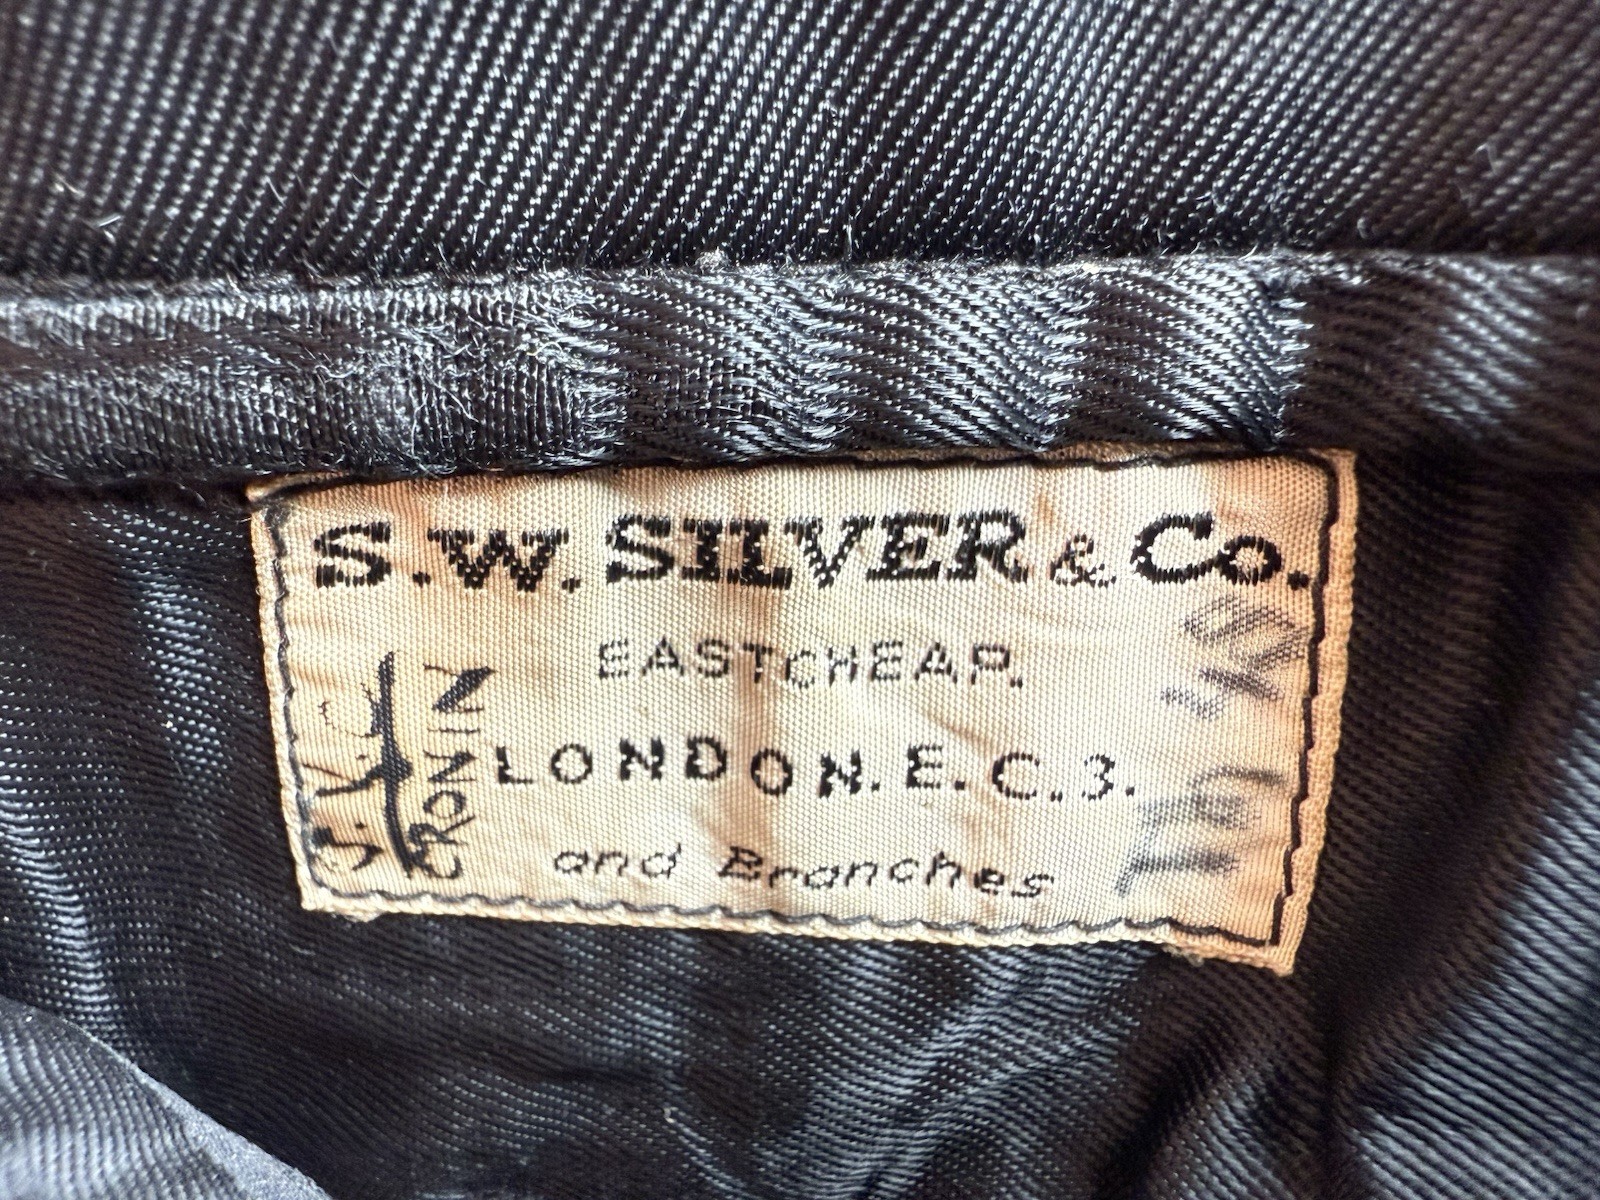 S.W. SILVER & Co.
EASTCHEAP.
LONDON. E.C.3.
and Branches
CRONIN